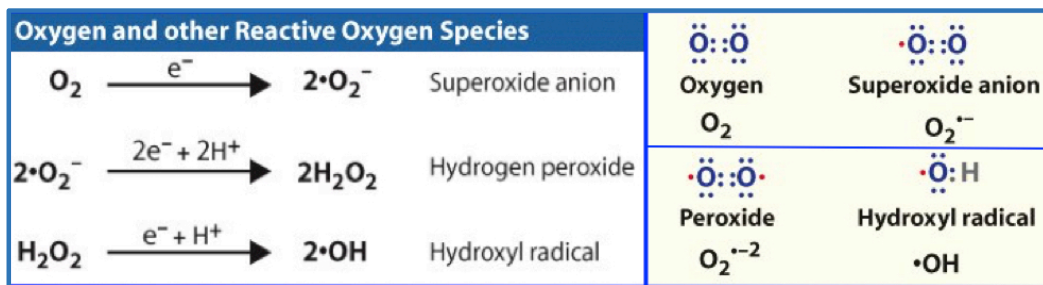 Oxygen and other Reactive Oxygen Species
O₂ e⁻ 2•O₂⁻ Superoxide anion
2•O₂⁻ 2e⁻ + 2H⁺ 2H₂O₂ Hydrogen peroxide
H₂O₂ e⁻ + H⁺ 2•OH Hydroxyl radical
O::O •O::O
Oxygen Superoxide anion
O₂ O₂•⁻
•O::O• •O:H
Peroxide Hydroxyl radical
O₂•⁻² •OH